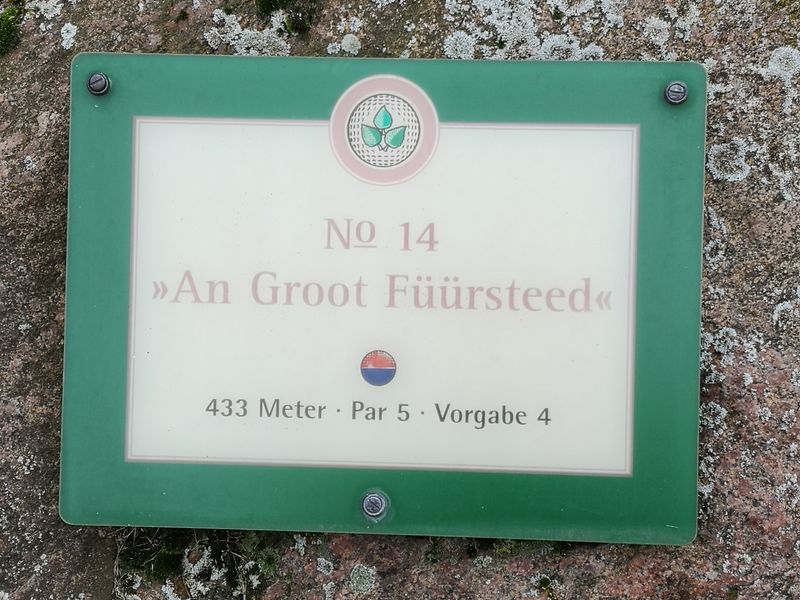 Nº 14
»An Groot Füürsteed«
433 Meter · Par 5 · Vorgabe 4